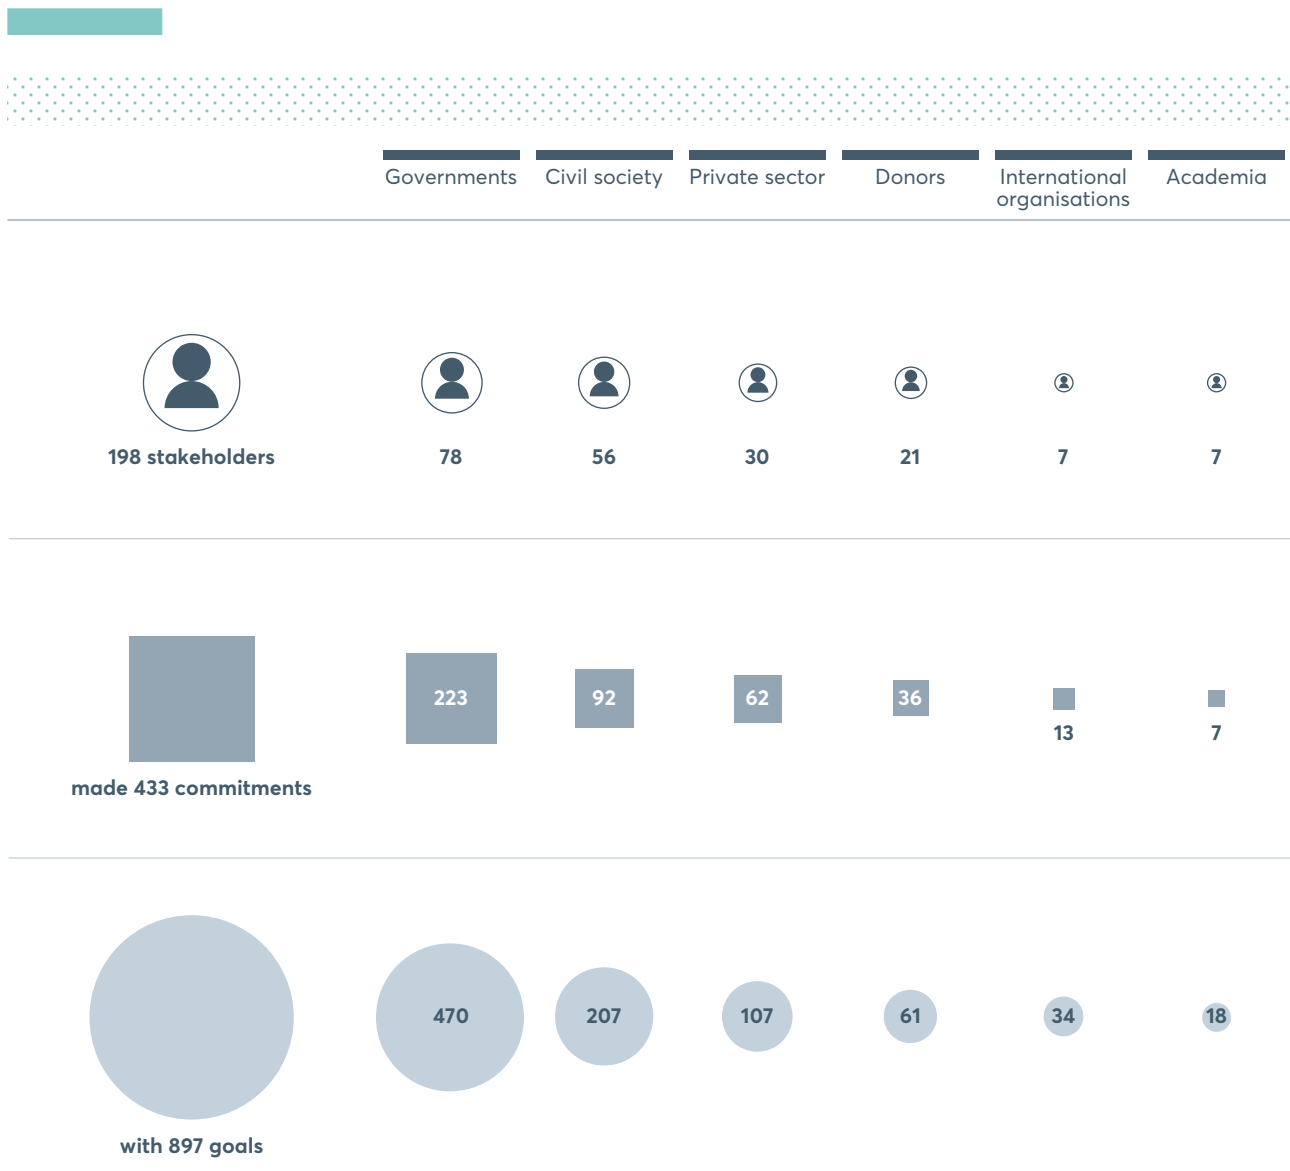 Governments
Civil society
Private sector
Donors
International
organisations
Academia
198 stakeholders
78
56
30
21
7
7
223
92
62
36
13
7
made 433 commitments
470
207
107
61
34
18
with 897 goals